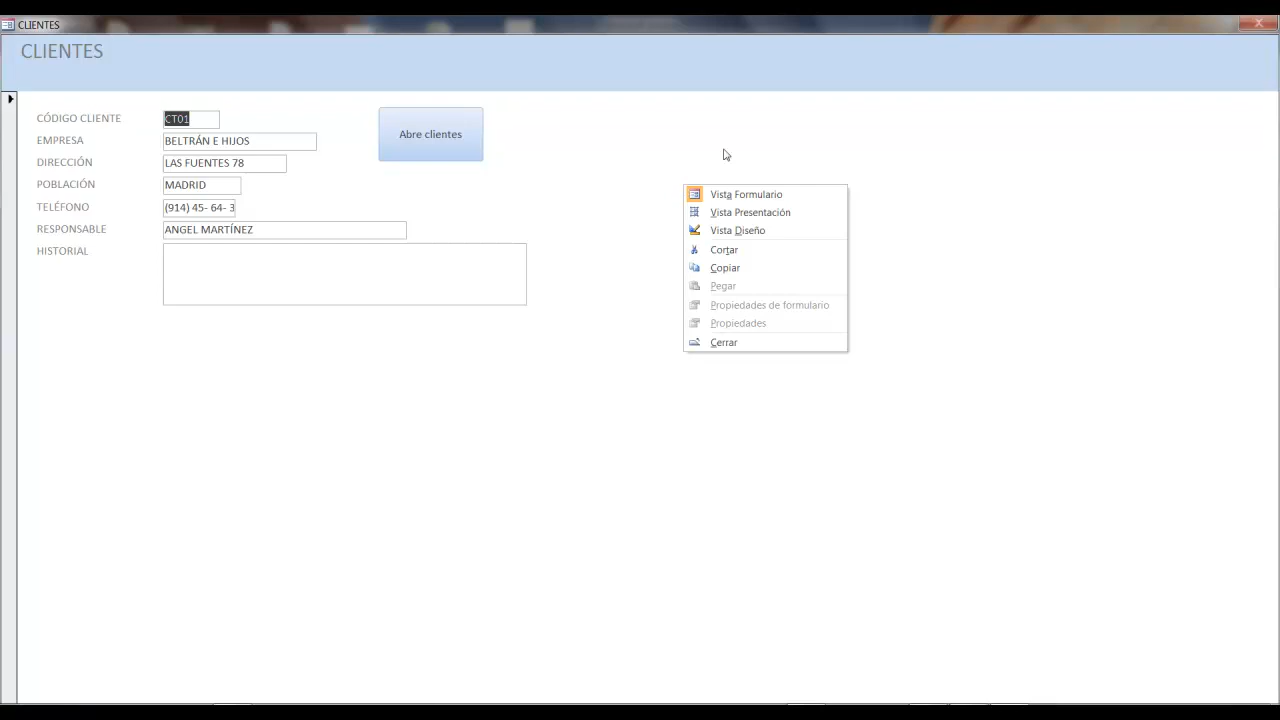 CLIENTES
CLIENTES
CÓDIGO CLIENTE CT01
Abre clientes
EMPRESA BELTRÁN E HIJOS
DIRECCIÓN LAS FUENTES 78
POBLACIÓN MADRID
TELÉFONO (914) 45- 64- 3
RESPONSABLE ANGEL MARTÍNEZ
HISTORIAL
Vista Formulario
Vista Presentación
Vista Diseño
Cortar
Copiar
Pegar
Propiedades de formulario
Propiedades
Cerrar